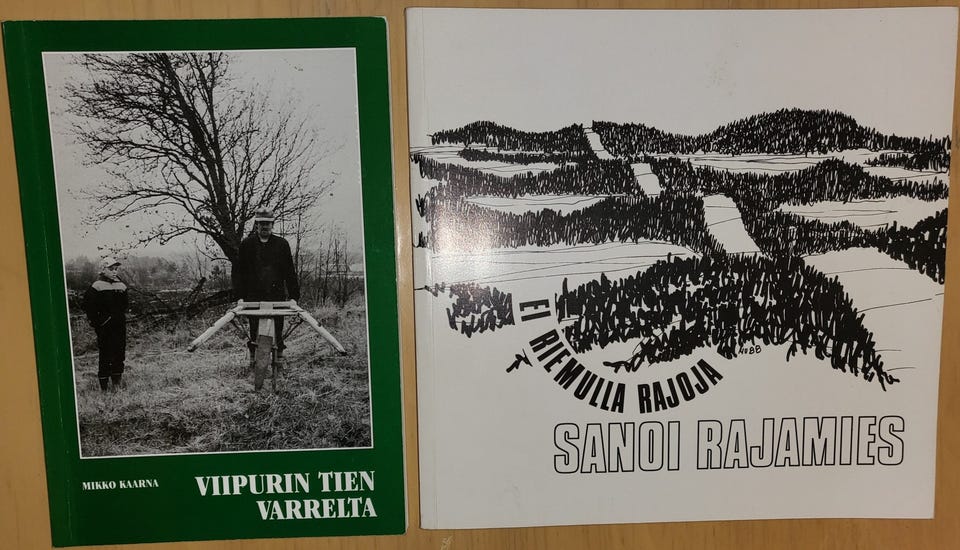 MIKKO KAARNA
VIIPURIN TIEN
VARRELTA
EI RIEMULLA RAJOJA
SANOI RAJAMIES